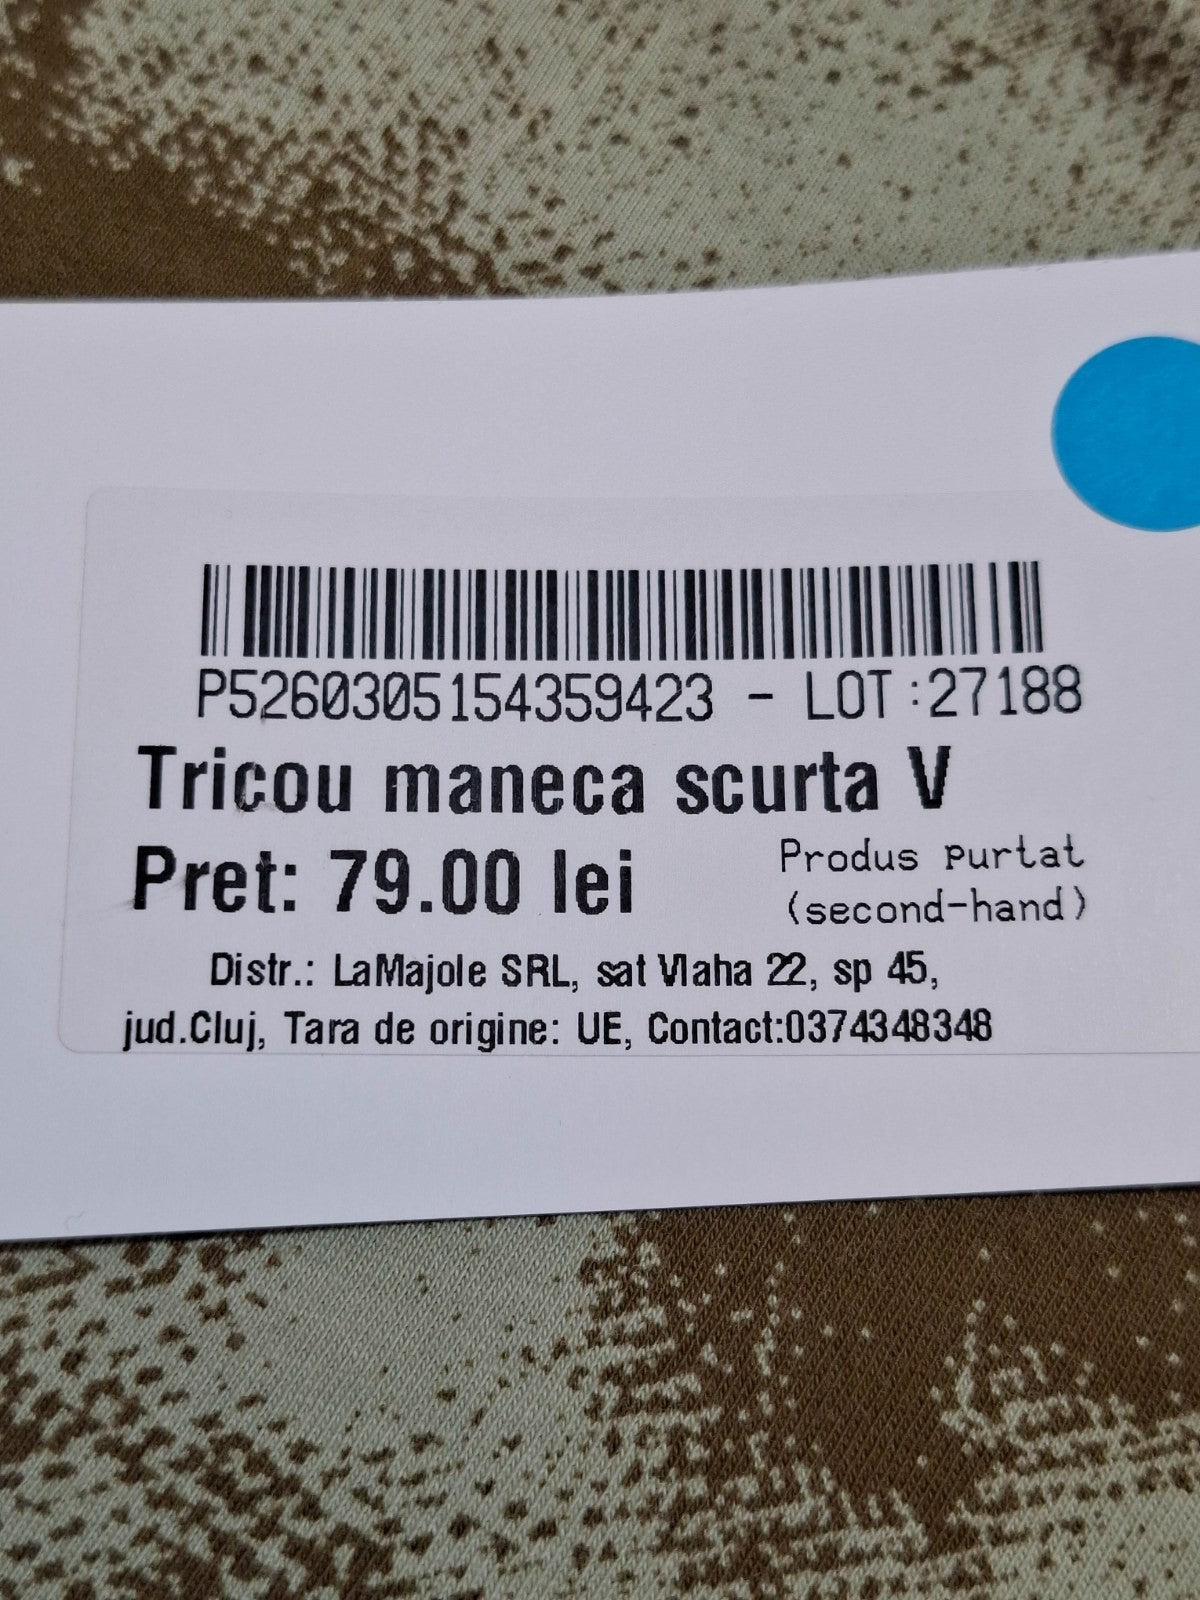 P5260305154359423 - LOT:27188
Tricou maneca scurta V
Pret: 79.00 lei
Produs purtat
(second-hand)
Distr.: LaMajole SRL, sat Vlaha 22, sp 45,
jud.Cluj, Tara de origine: UE, Contact:0374348348